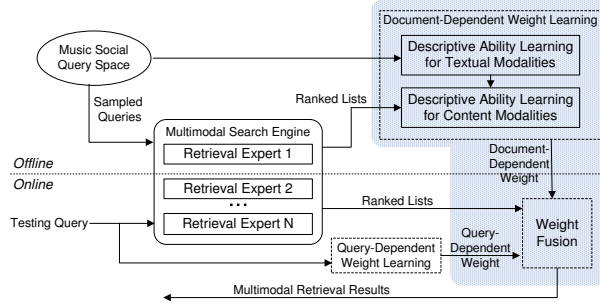 Document-Dependent Weight Learning
Music Social
Query Space
Descriptive Ability Learning
for Textual Modalities
Sampled
Queries
Ranked Lists
Descriptive Ability Learning
for Content Modalities
Multimodal Search Engine
Retrieval Expert 1
Offline
Online
Document-
Dependent
Weight
Retrieval Expert 2
...
Retrieval Expert N
Ranked Lists
Testing Query
Query-Dependent
Weight Learning
Query-
Dependent
Weight
Weight
Fusion
Multimodal Retrieval Results